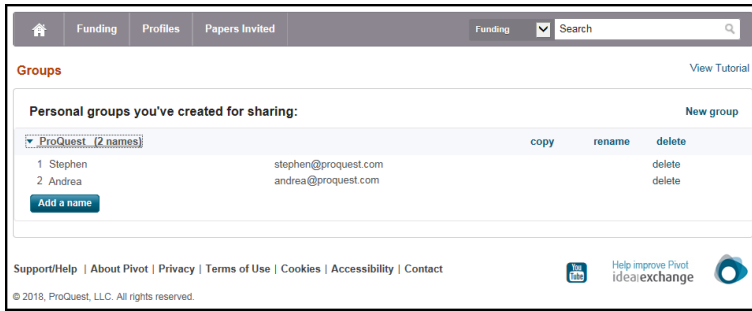 Funding Profiles Papers Invited Funding Search
Groups View Tutorial
Personal groups you've created for sharing: New group
ProQuest (2 names) copy rename delete
1 Stephen stephen@proquest.com delete
2 Andrea andrea@proquest.com delete
Add a name
Support/Help | About Pivot | Privacy | Terms of Use | Cookies | Accessibility | Contact
You Tube
Help improve Pivot
ideaexchange
© 2018, ProQuest, LLC. All rights reserved.